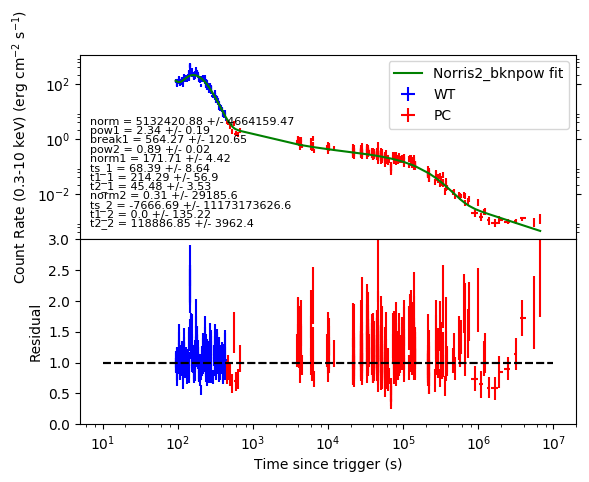 Count Rate (0.3-10 keV) (erg cm⁻² s⁻¹)
10²
10⁰
10⁻²
Norris2_bknpow fit
WT
PC
norm = 5132420.88 +/- 4664159.47
pow1 = 2.34 +/- 0.19
break1 = 564.27 +/- 120.65
pow2 = 0.89 +/- 0.02
norm1 = 171.71 +/- 4.42
ts_1 = 68.39 +/- 8.64
t1_1 = 214.29 +/- 56.9
t2_1 = 45.48 +/- 3.53
norm2 = 0.31 +/- 29185.6
ts_2 = -7666.69 +/- 11173173626.6
t1_2 = 0.0 +/- 135.22
t2_2 = 118886.85 +/- 3962.4
Residual
3.0
2.5
2.0
1.5
1.0
0.5
0.0
10¹ 10² 10³ 10⁴ 10⁵ 10⁶ 10⁷
Time since trigger (s)